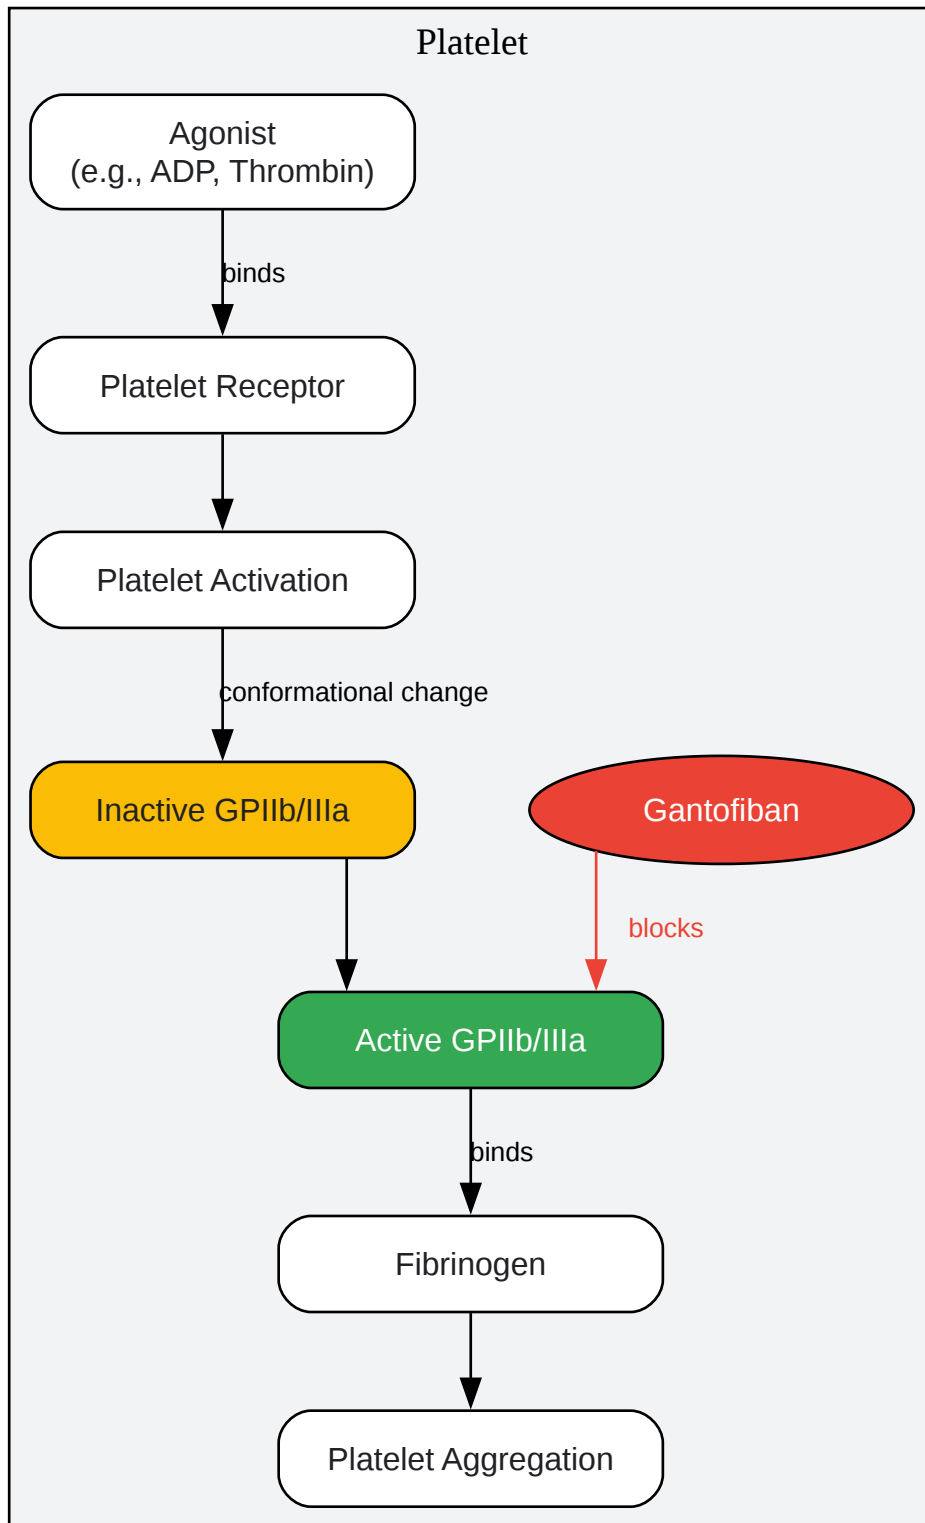 Platelet
Agonist
(e.g., ADP, Thrombin)
binds
Platelet Receptor
Platelet Activation
conformational change
Inactive GPIIb/IIIa
Gantofiban
blocks
Active GPIIb/IIIa
binds
Fibrinogen
Platelet Aggregation